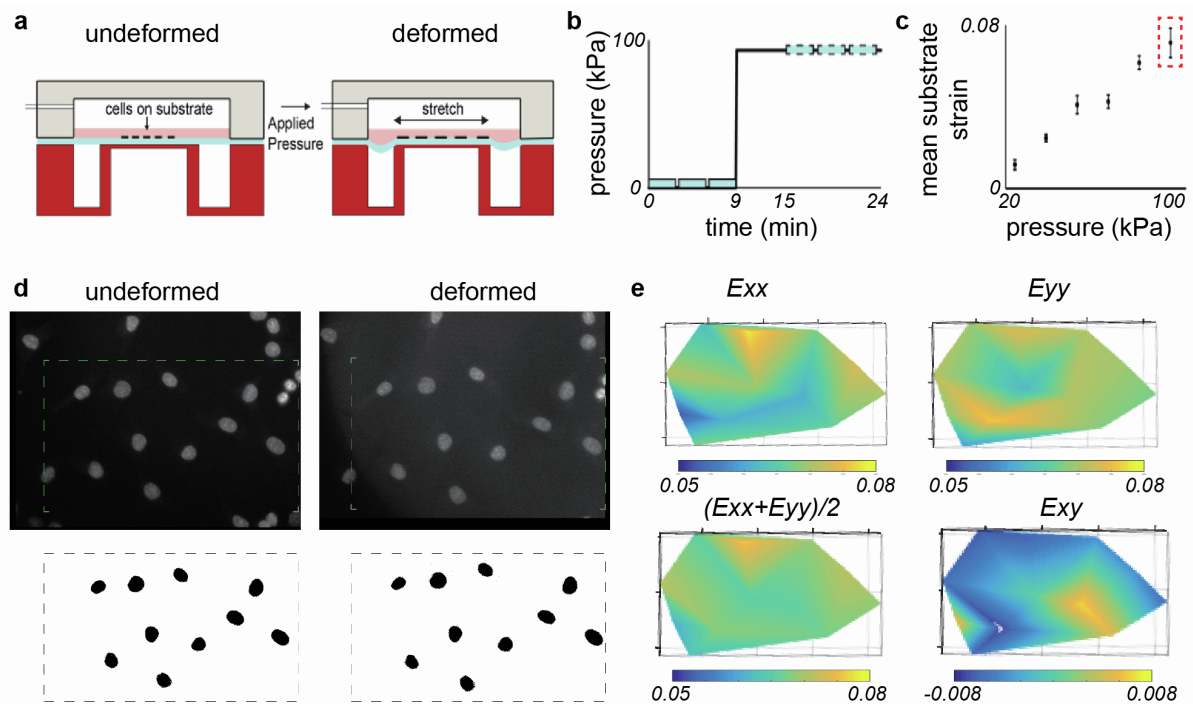 a
undeformed
deformed
cells on substrate
Applied
Pressure
stretch
b
100
0
pressure (kPa)
0
9
15
24
time (min)
c
0.08
0
mean substrate
strain
20
100
pressure (kPa)
d
undeformed
deformed
e
Exx
Eyy
0.05
0.08
0.05
0.08
(Exx+Eyy)/2
Exy
0.05
0.08
-0.008
0.008